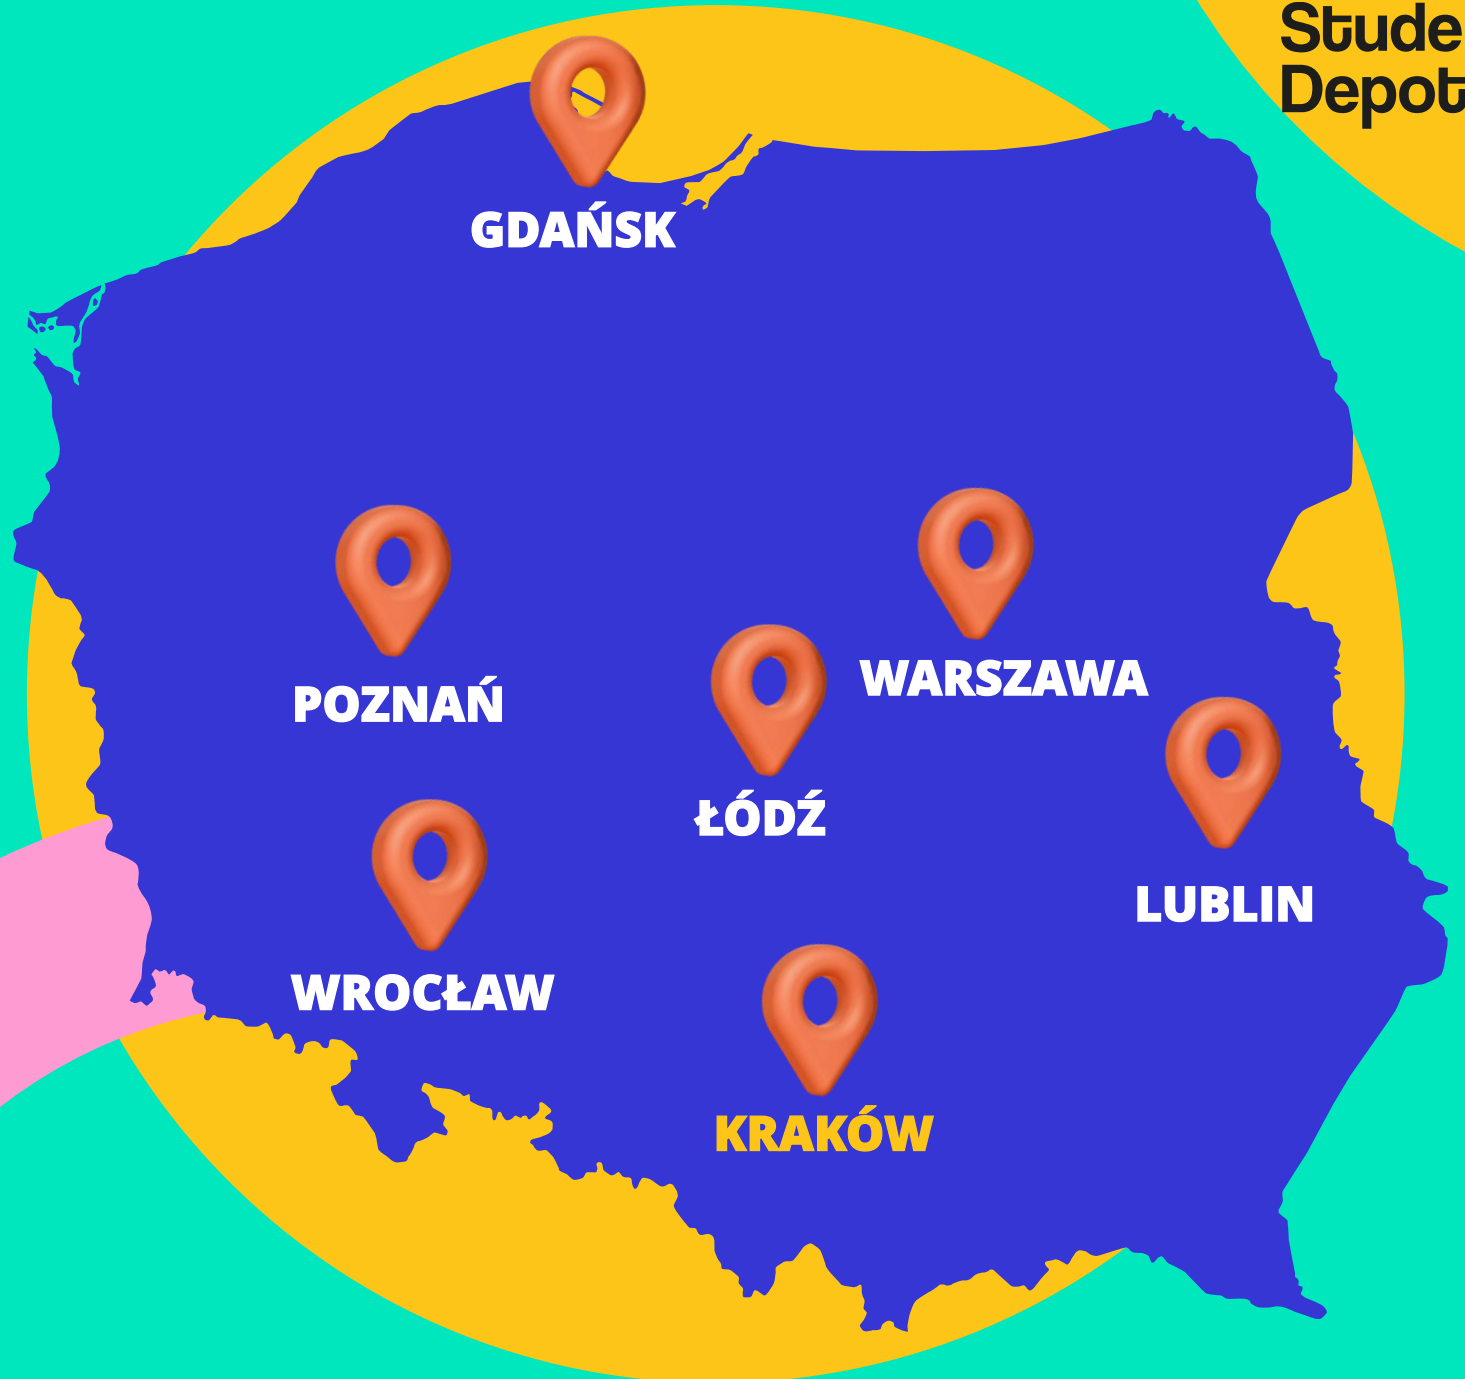 Stude
Depot
GDAŃSK
WARSZAWA
POZNAŃ
ŁÓDŹ
LUBLIN
WROCŁAW
KRAKÓW